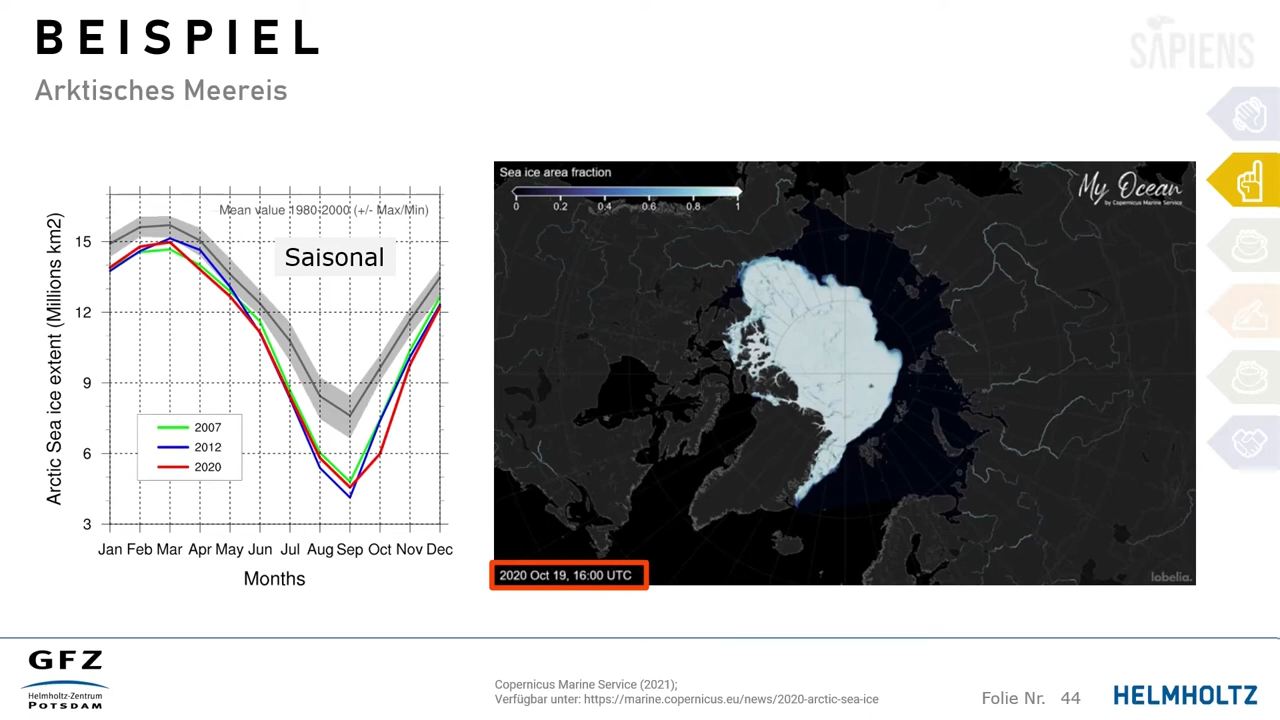 BEISPIEL
Arktisches Meereis
SAPIENS
Mean value 1980-2000 (+/- Max/Min)
Saisonal
Arctic Sea ice extent (Millions km2)
15
12
9
6
3
2007
2012
2020
Jan Feb Mar Apr May Jun Jul Aug Sep Oct Nov Dec
Months
Sea ice area fraction
0 0.2 0.4 0.6 0.8 1
My Ocean
by Copernicus Marine Service
2020 Oct 19, 16:00 UTC
lobelia.
GFZ
Helmholtz-Zentrum
POTSDAM
Copernicus Marine Service (2021);
Verfügbar unter: https://marine.copernicus.eu/news/2020-arctic-sea-ice
Folie Nr. 44
HELMHOLTZ